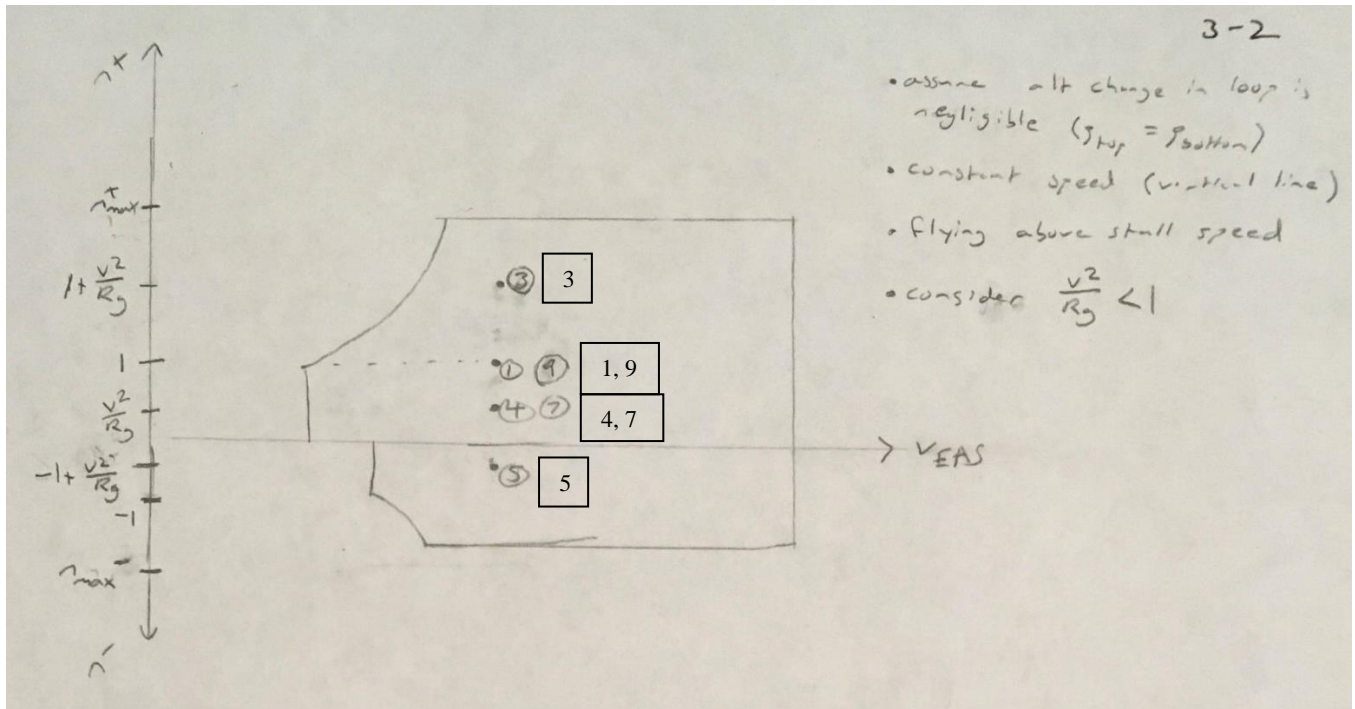 3-2
• assume alt change in loop is
negligible (ρtop = ρbottom)
• constant speed (vertical line)
• flying above stall speed
• consider v²/Rg < 1
n⁺
n⁺max
1 + v²/Rg
③ 3
1
① ⑨ 1, 9
v²/Rg
④ ⑦ 4, 7
VEAS
-1 + v²/Rg
⑤ 5
-1
nmax⁻
n⁻